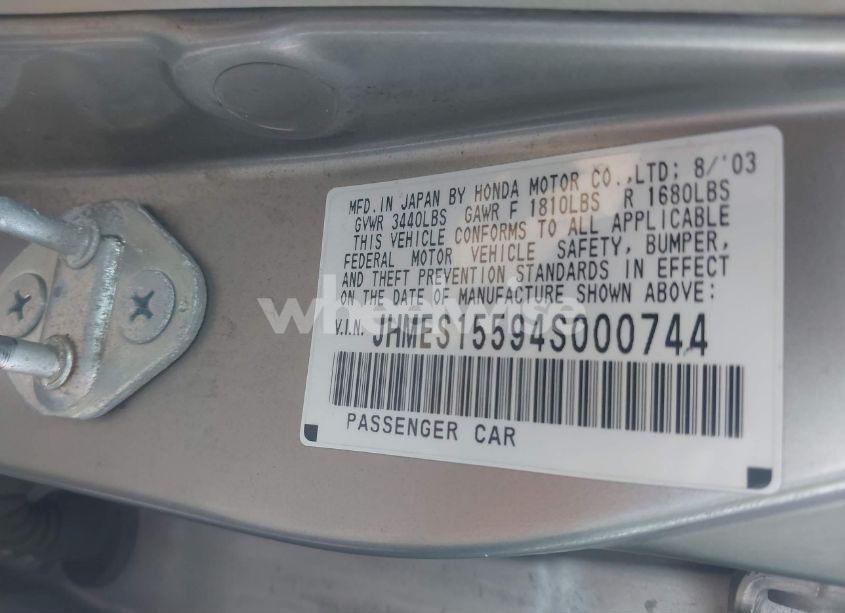 MFD. IN JAPAN BY HONDA MOTOR CO., LTD; 8/'03
GVWR 3440LBS GAWR F 1810LBS R 1680LBS
THIS VEHICLE CONFORMS TO ALL APPLICABLE
FEDERAL MOTOR VEHICLE SAFETY, BUMPER,
AND THEFT PREVENTION STANDARDS IN EFFECT
ON THE DATE OF MANUFACTURE SHOWN ABOVE:
V.I.N. JHMES15594S000744
PASSENGER CAR
wheelwise